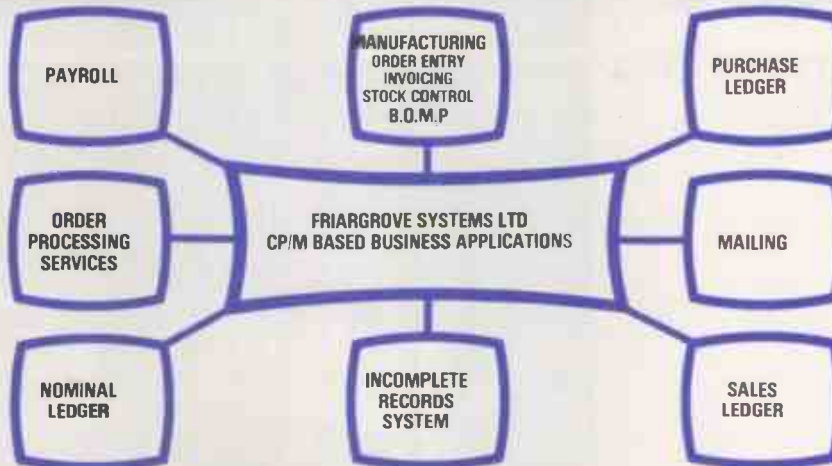 PAYROLL
MANUFACTURING
ORDER ENTRY
INVOICING
STOCK CONTROL
B.O.M.P
PURCHASE
LEDGER
ORDER
PROCESSING
SERVICES
FRIARGROVE SYSTEMS LTD
CP/M BASED BUSINESS APPLICATIONS
MAILING
NOMINAL
LEDGER
INCOMPLETE
RECORDS
SYSTEM
SALES
LEDGER